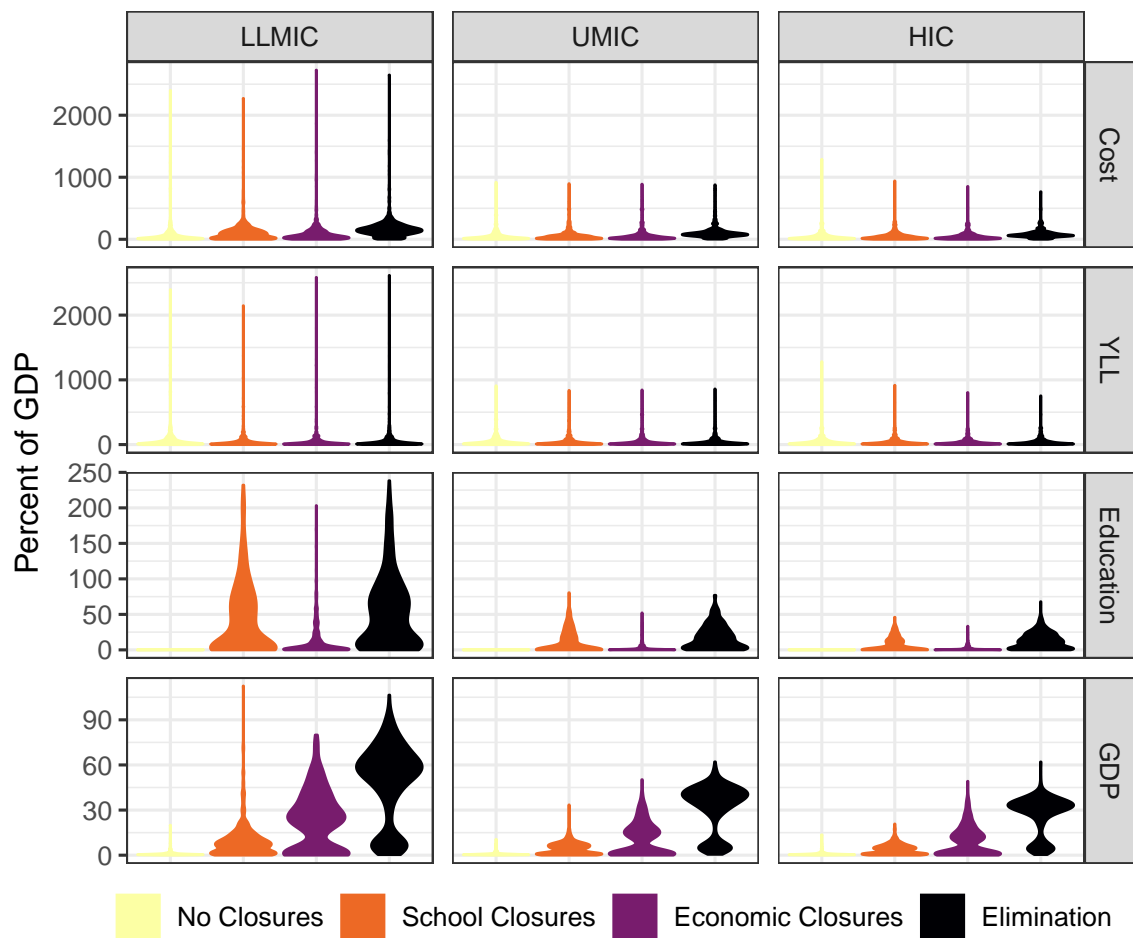 LLMIC UMIC HIC
Percent of GDP
2000
1000
0
Cost
2000
1000
0
YLL
250
200
150
100
50
0
Education
90
60
30
0
GDP
No Closures School Closures Economic Closures Elimination